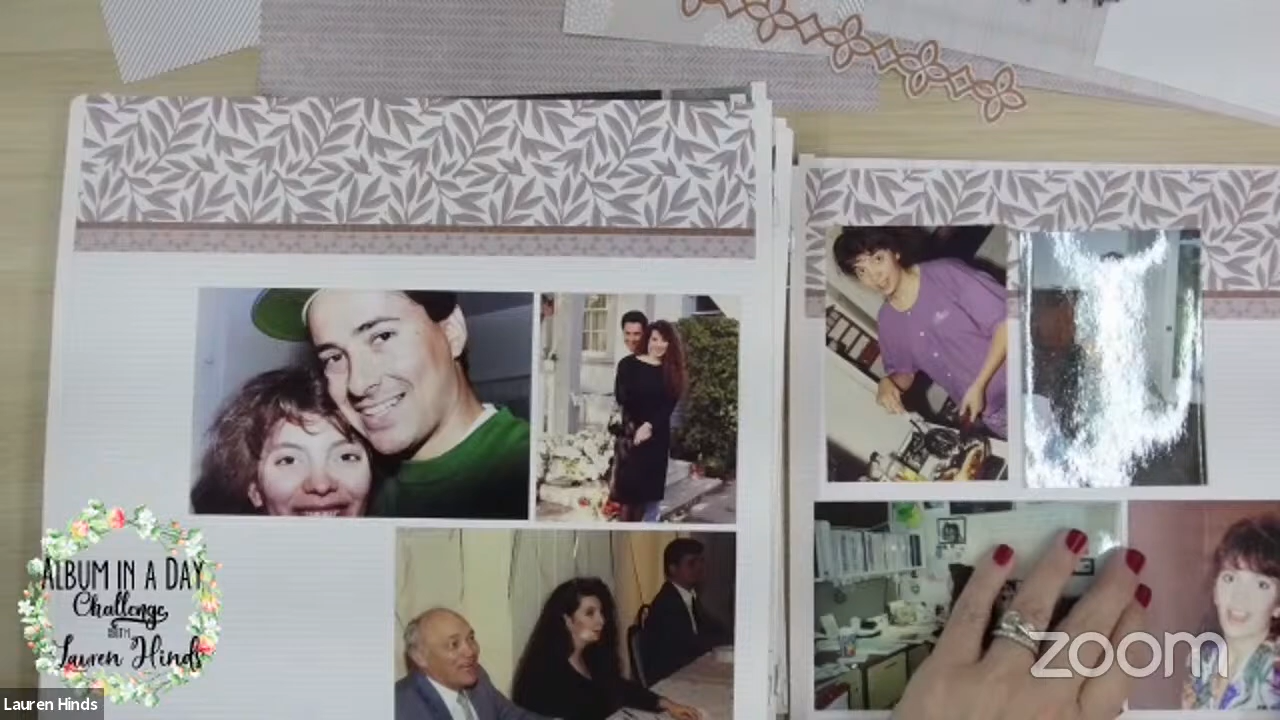 ALBUM IN A DAY
Challenge
WITH
Lauren Hinds
Lauren Hinds
zoom